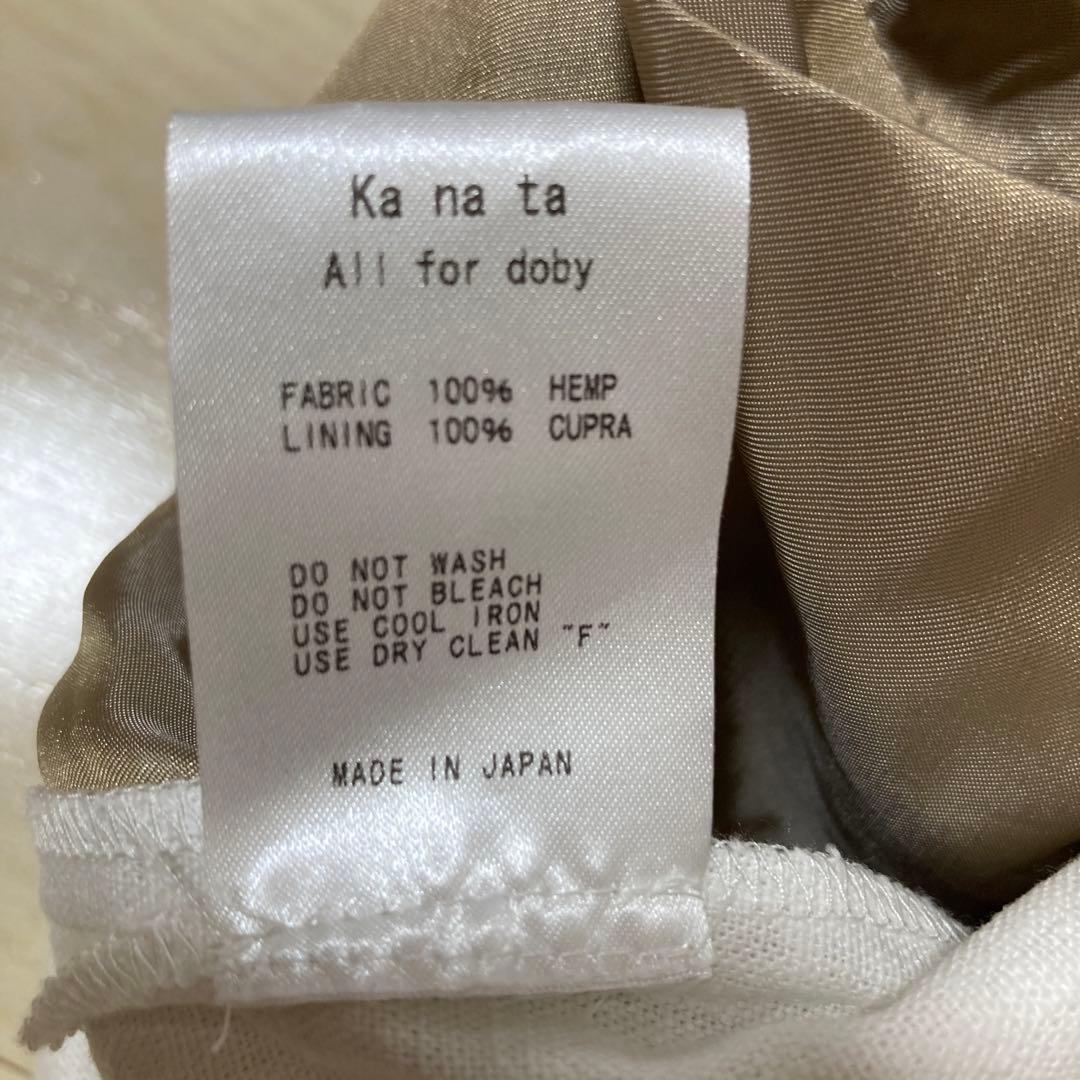 Ka na ta
All for doby
FABRIC 100% HEMP
LINING 100% CUPRA
DO NOT WASH
DO NOT BLEACH
USE COOL IRON
USE DRY CLEAN "F"
MADE IN JAPAN